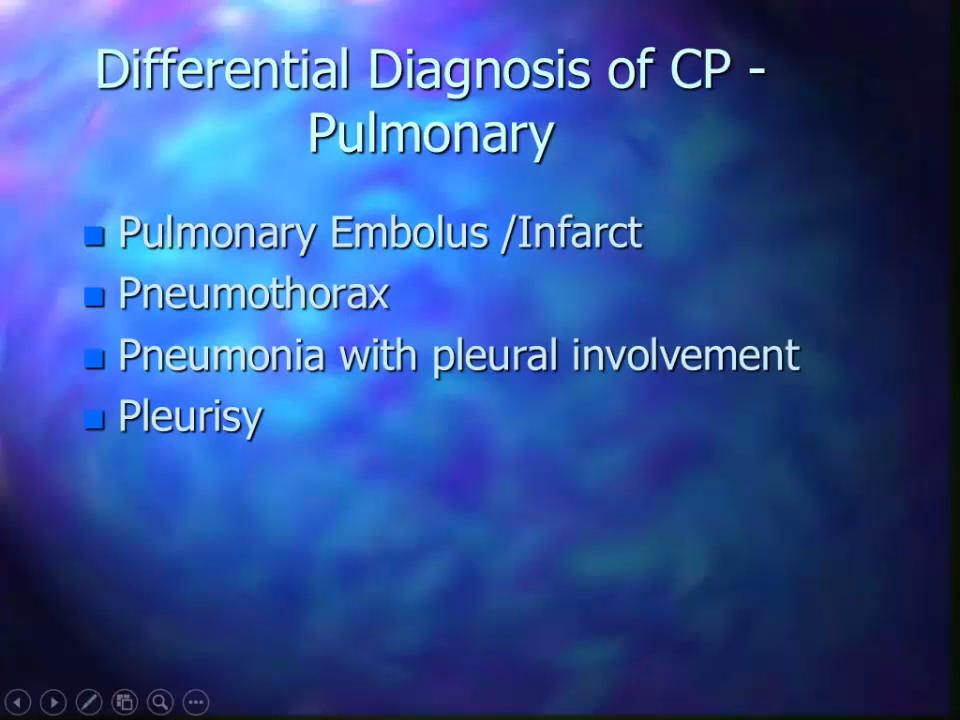 Differential Diagnosis of CP -
Pulmonary
Pulmonary Embolus /Infarct
Pneumothorax
Pneumonia with pleural involvement
Pleurisy